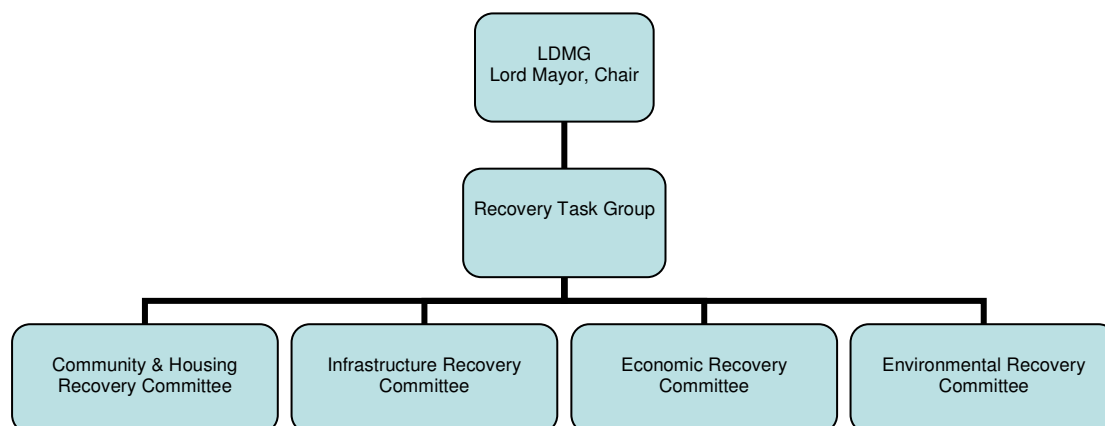 LDMG
Lord Mayor, Chair
Recovery Task Group
Community & Housing
Recovery Committee
Infrastructure Recovery
Committee
Economic Recovery
Committee
Environmental Recovery
Committee